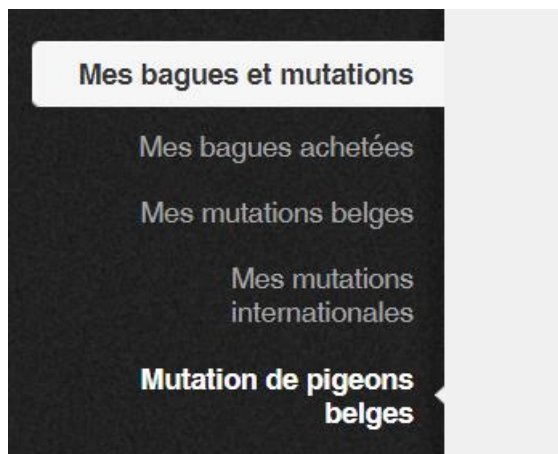 Mes bagues et mutations
Mes bagues achetées
Mes mutations belges
Mes mutations
internationales
Mutation de pigeons
belges